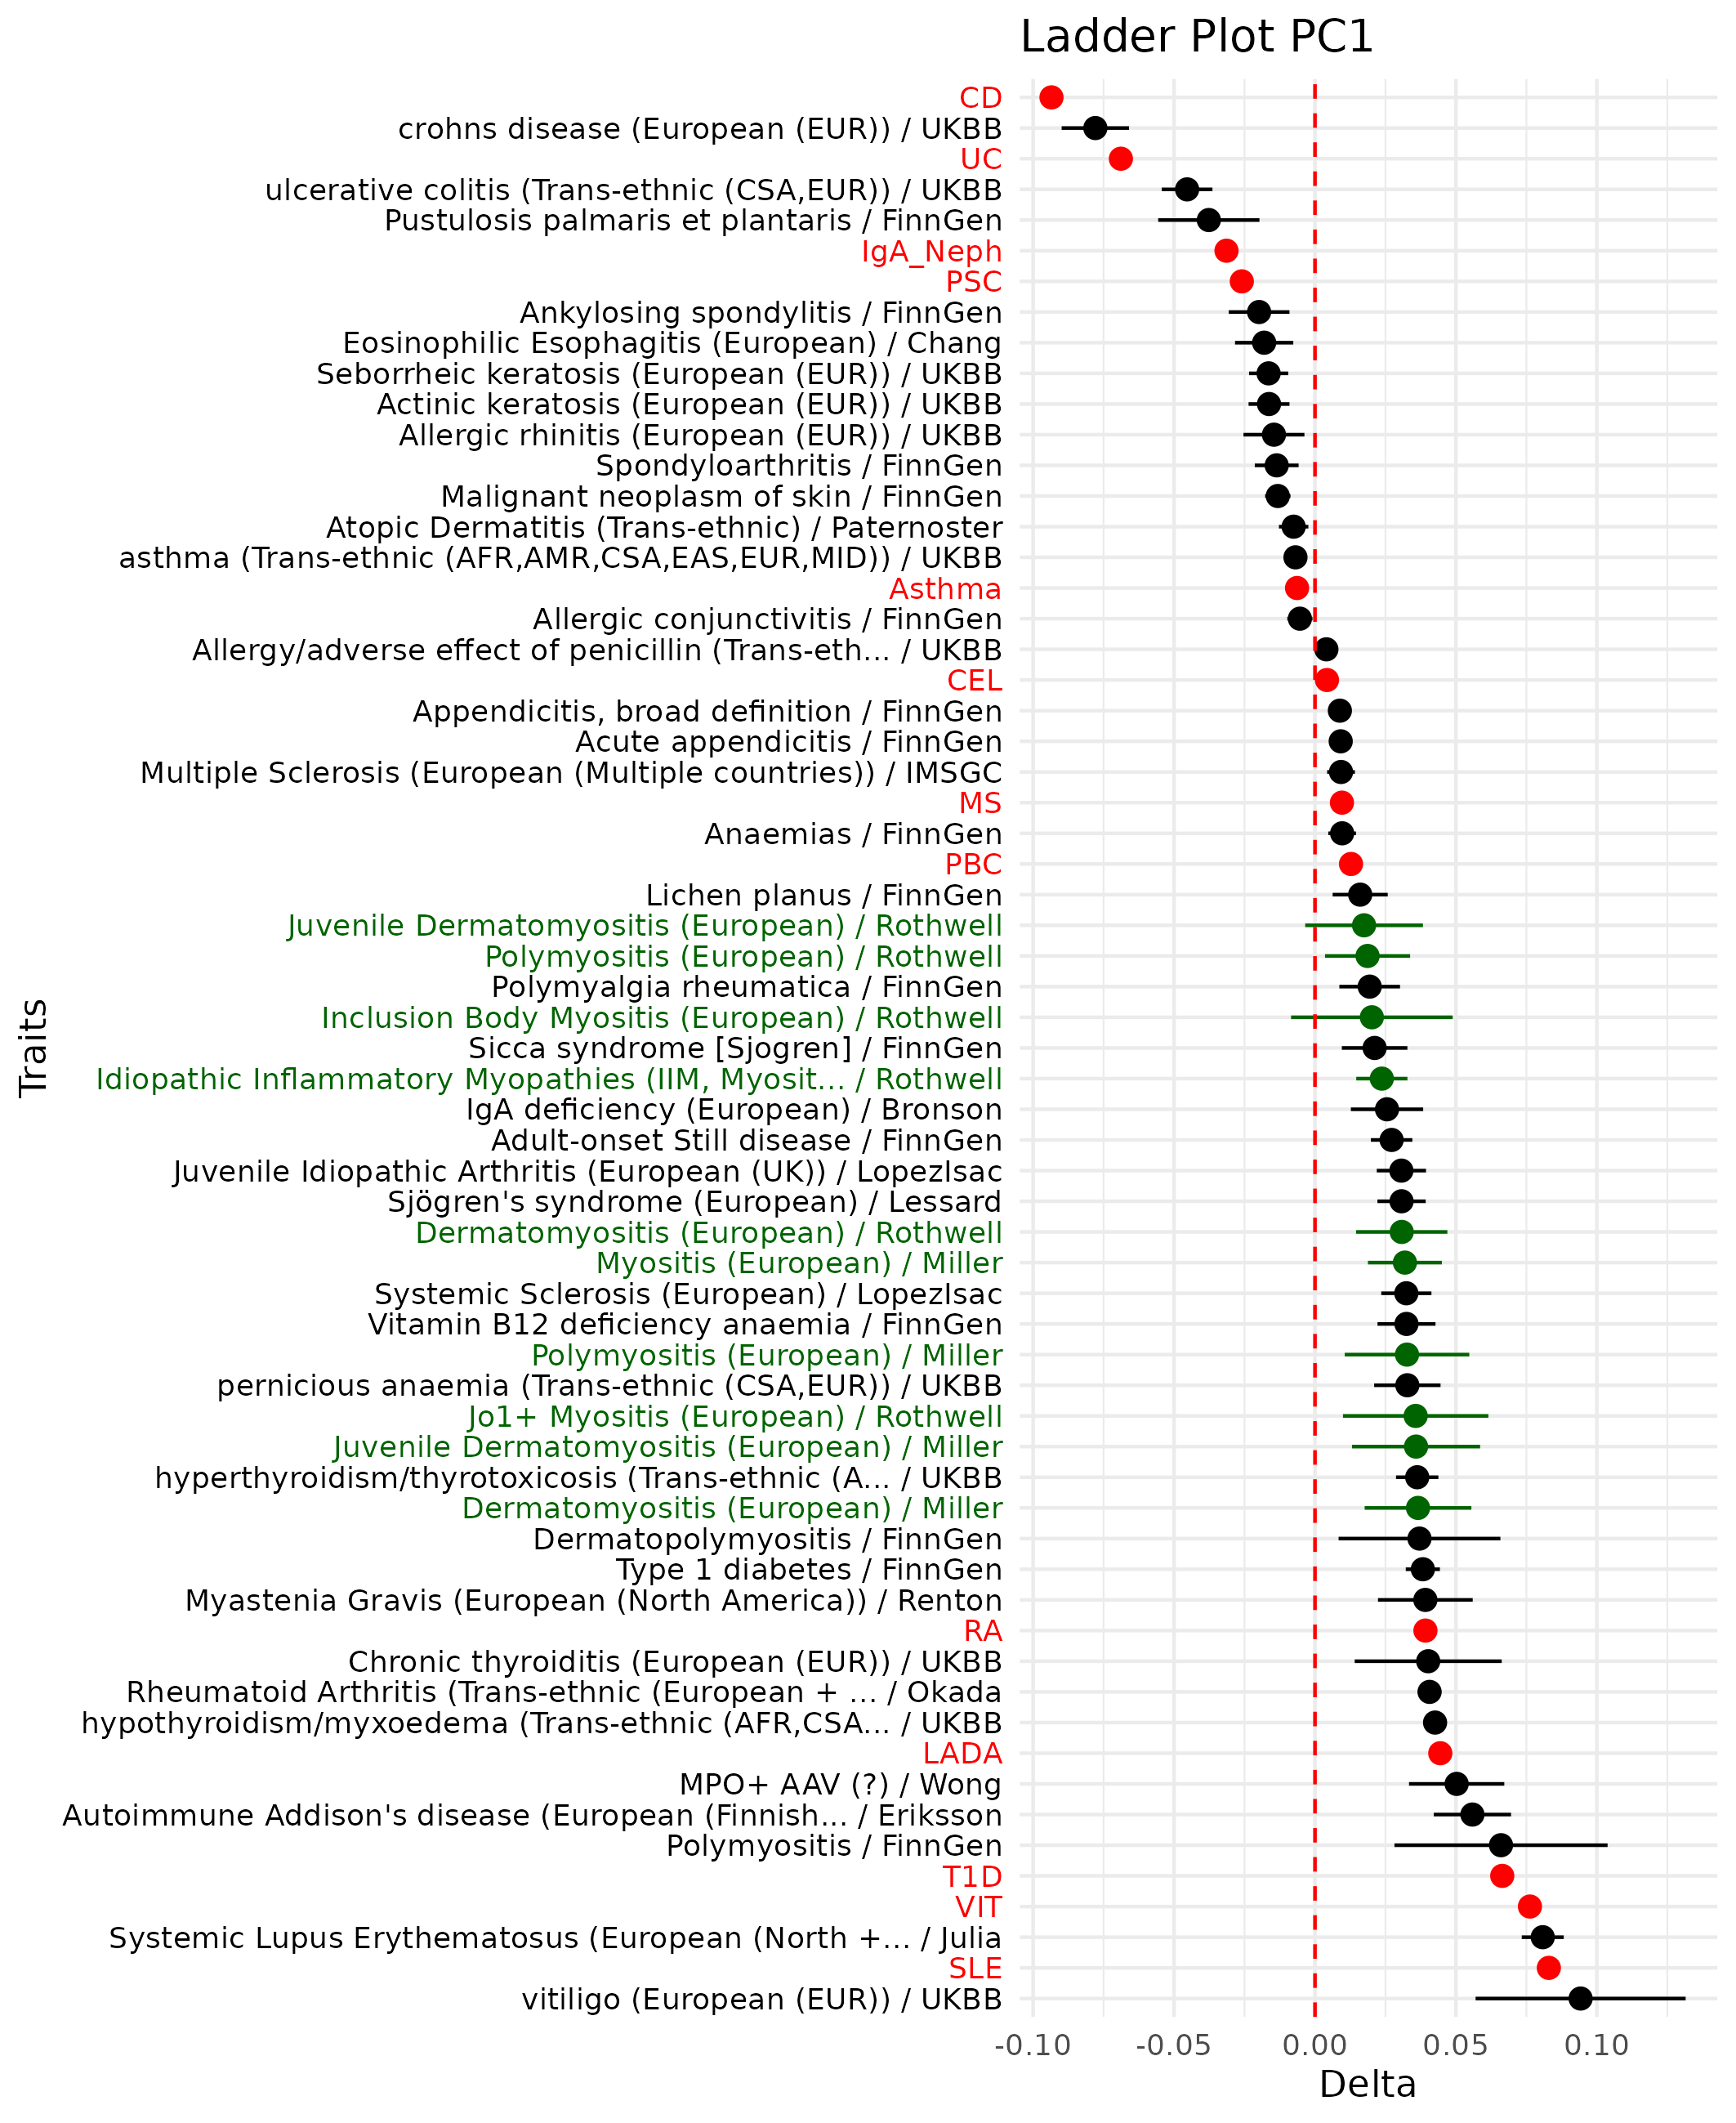 Ladder Plot PC1
CD
crohns disease (European (EUR)) / UKBB
UC
ulcerative colitis (Trans-ethnic (CSA,EUR)) / UKBB
Pustulosis palmaris et plantaris / FinnGen
IgA_Neph
PSC
Ankylosing spondylitis / FinnGen
Eosinophilic Esophagitis (European) / Chang
Seborrheic keratosis (European (EUR)) / UKBB
Actinic keratosis (European (EUR)) / UKBB
Allergic rhinitis (European (EUR)) / UKBB
Spondyloarthritis / FinnGen
Malignant neoplasm of skin / FinnGen
Atopic Dermatitis (Trans-ethnic) / Paternoster
asthma (Trans-ethnic (AFR,AMR,CSA,EAS,EUR,MID)) / UKBB
Asthma
Allergic conjunctivitis / FinnGen
Allergy/adverse effect of penicillin (Trans-eth... / UKBB
CEL
Appendicitis, broad definition / FinnGen
Acute appendicitis / FinnGen
Multiple Sclerosis (European (Multiple countries)) / IMSGC
MS
Anaemias / FinnGen
PBC
Lichen planus / FinnGen
Juvenile Dermatomyositis (European) / Rothwell
Polymyositis (European) / Rothwell
Polymyalgia rheumatica / FinnGen
Inclusion Body Myositis (European) / Rothwell
Sicca syndrome [Sjogren] / FinnGen
Idiopathic Inflammatory Myopathies (IIM, Myosit... / Rothwell
IgA deficiency (European) / Bronson
Adult-onset Still disease / FinnGen
Juvenile Idiopathic Arthritis (European (UK)) / LopezIsac
Sjögren's syndrome (European) / Lessard
Dermatomyositis (European) / Rothwell
Myositis (European) / Miller
Systemic Sclerosis (European) / LopezIsac
Vitamin B12 deficiency anaemia / FinnGen
Polymyositis (European) / Miller
pernicious anaemia (Trans-ethnic (CSA,EUR)) / UKBB
Jo1+ Myositis (European) / Rothwell
Juvenile Dermatomyositis (European) / Miller
hyperthyroidism/thyrotoxicosis (Trans-ethnic (A... / UKBB
Dermatomyositis (European) / Miller
Dermatopolymyositis / FinnGen
Type 1 diabetes / FinnGen
Myastenia Gravis (European (North America)) / Renton
RA
Chronic thyroiditis (European (EUR)) / UKBB
Rheumatoid Arthritis (Trans-ethnic (European + ... / Okada
hypothyroidism/myxoedema (Trans-ethnic (AFR,CSA... / UKBB
LADA
MPO+ AAV (?) / Wong
Autoimmune Addison's disease (European (Finnish... / Eriksson
Polymyositis / FinnGen
T1D
VIT
Systemic Lupus Erythematosus (European (North +... / Julia
SLE
vitiligo (European (EUR)) / UKBB
Traits
-0.10 -0.05 0.00 0.05 0.10
Delta